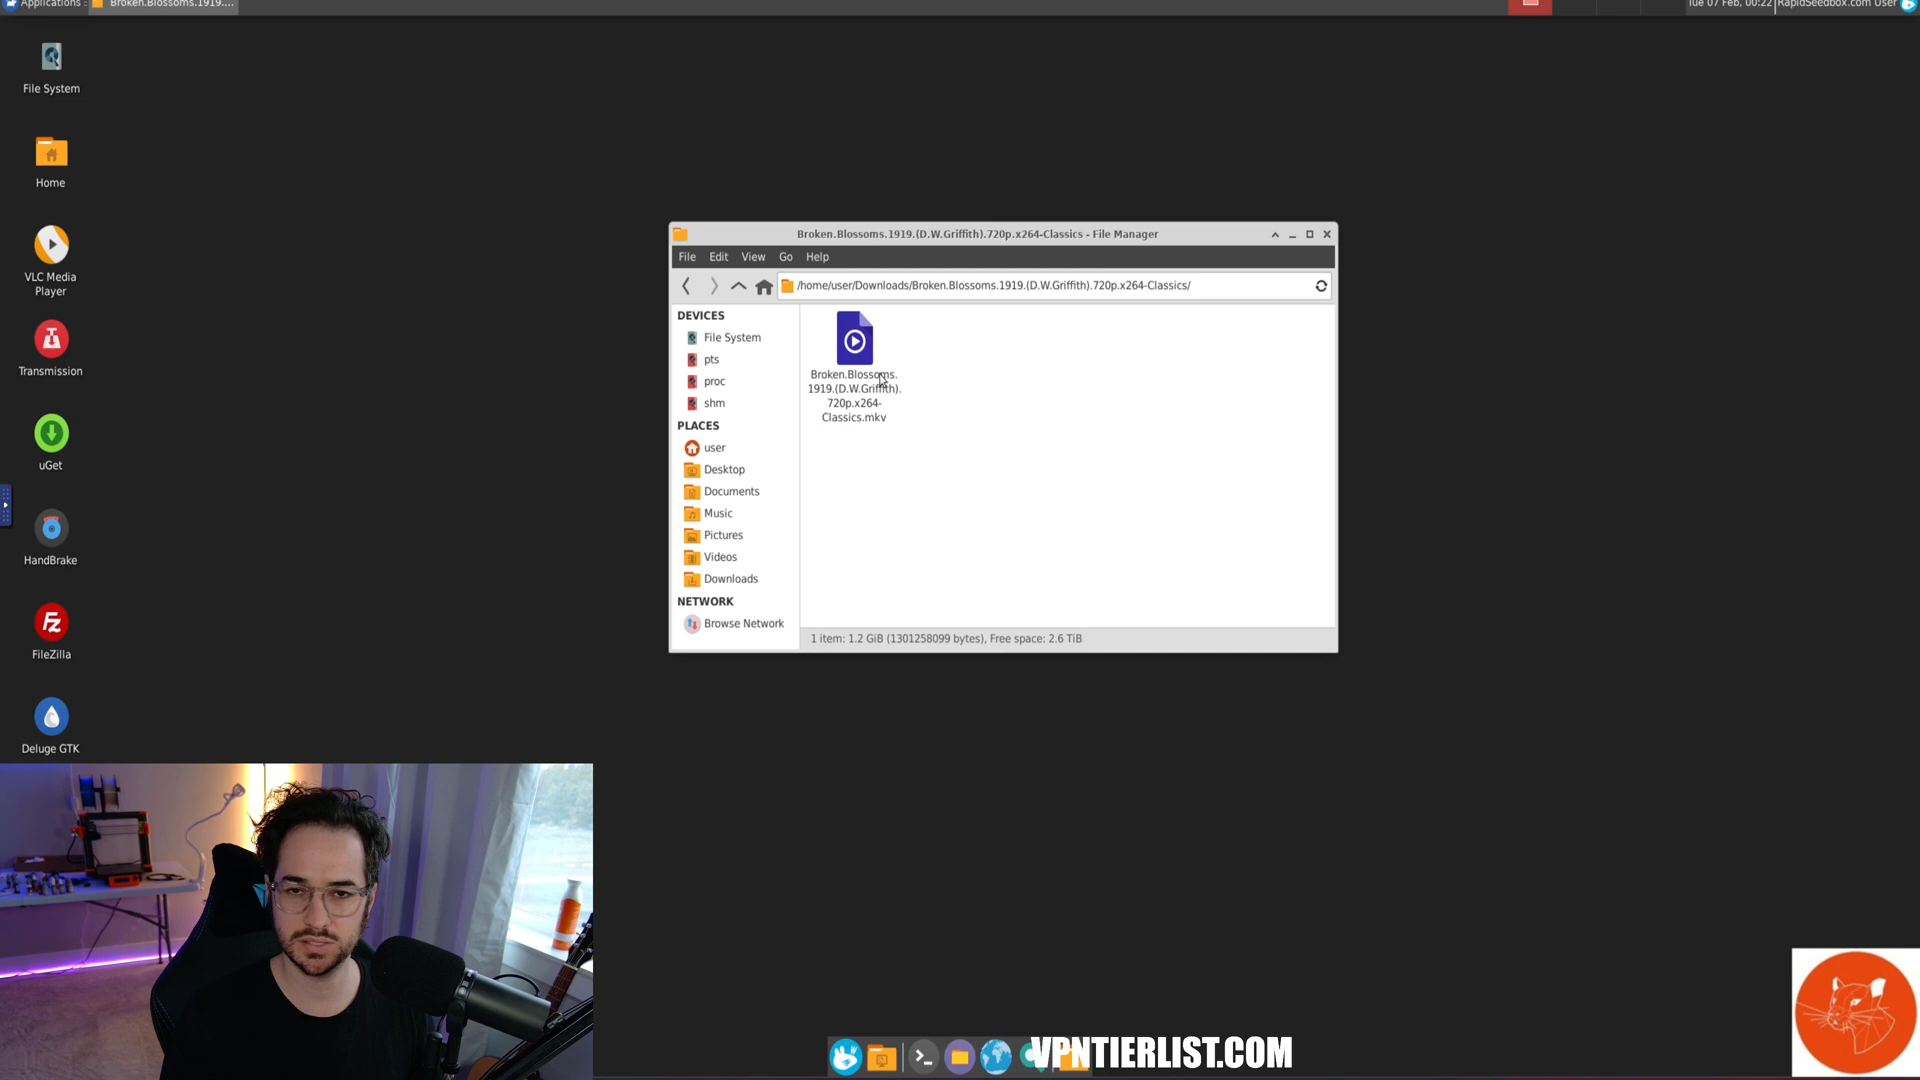 Applications :
Broken.Blossoms.1919....
Tue 07 Feb, 00:22
RapidSeedbox.com User
File System
Home
VLC Media
Player
Transmission
uGet
HandBrake
FileZilla
Deluge GTK
Broken.Blossoms.1919.(D.W.Griffith).720p.x264-Classics - File Manager
File Edit View Go Help
/home/user/Downloads/Broken.Blossoms.1919.(D.W.Griffith).720p.x264-Classics/
DEVICES
File System
pts
proc
shm
PLACES
user
Desktop
Documents
Music
Pictures
Videos
Downloads
NETWORK
Browse Network
Broken.Blossoms.
1919.(D.W.Griffith).
720p.x264-
Classics.mkv
1 item: 1.2 GiB (1301258099 bytes), Free space: 2.6 TiB
VPNTIERLIST.COM